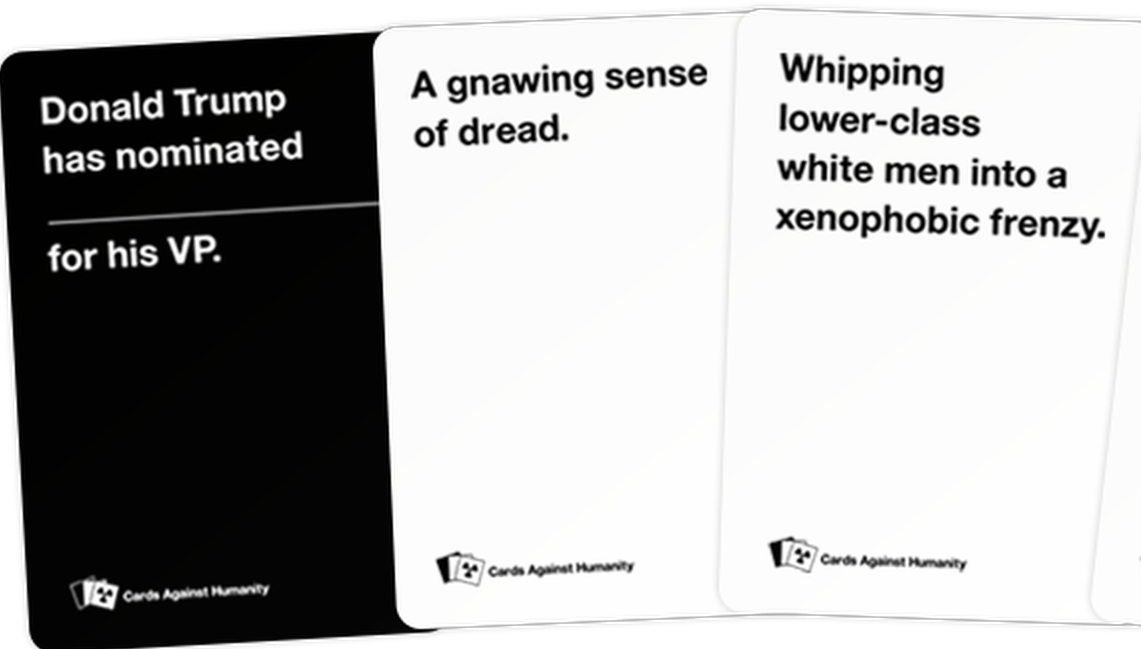 Donald Trump
has nominated
for his VP.
Cards Against Humanity
A gnawing sense
of dread.
Cards Against Humanity
Whipping
lower-class
white men into a
xenophobic frenzy.
Cards Against Humanity